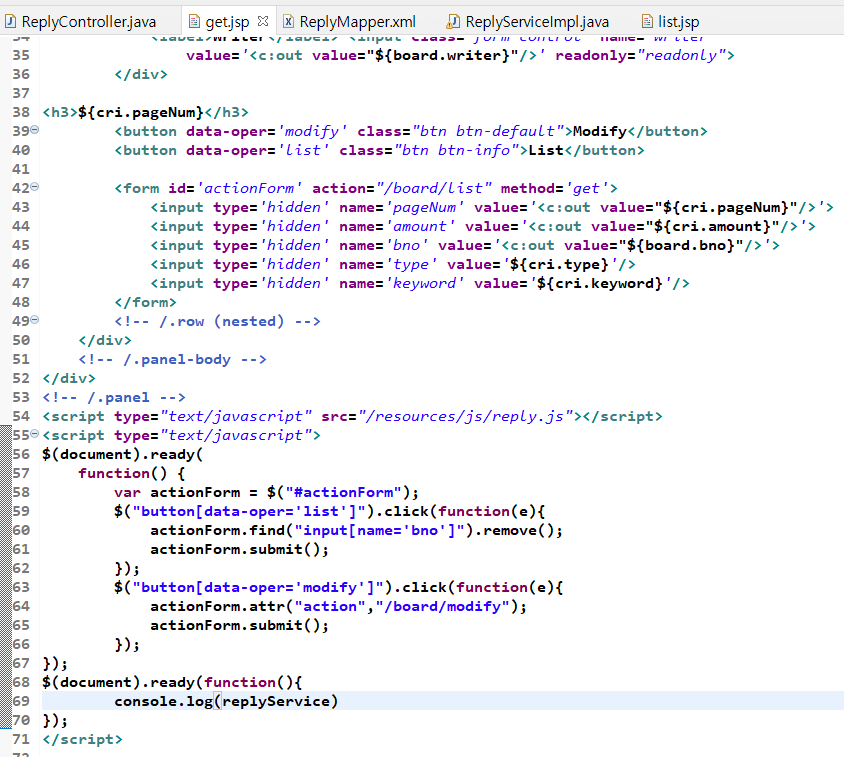 ReplyController.java get.jsp ReplyMapper.xml ReplyServiceImpl.java list.jsp
34 <label>Writer</label> <input class="form-control" name='writer'
35 value='<c:out value="${board.writer}"/>' readonly="readonly">
36 </div>
37
38 <h3>${cri.pageNum}</h3>
39 <button data-oper='modify' class="btn btn-default">Modify</button>
40 <button data-oper='list' class="btn btn-info">List</button>
41
42 <form id='actionForm' action="/board/list" method='get'>
43 <input type='hidden' name='pageNum' value='<c:out value="${cri.pageNum}"/>'>
44 <input type='hidden' name='amount' value='<c:out value="${cri.amount}"/>'>
45 <input type='hidden' name='bno' value='<c:out value="${board.bno}"/>'>
46 <input type='hidden' name='type' value='${cri.type}'/>
47 <input type='hidden' name='keyword' value='${cri.keyword}'/>
48 </form>
49 <!-- /.row (nested) -->
50 </div>
51 <!-- /.panel-body -->
52 </div>
53 <!-- /.panel -->
54 <script type="text/javascript" src="/resources/js/reply.js"></script>
55 <script type="text/javascript">
56 $(document).ready(
57 function() {
58 var actionForm = $("#actionForm");
59 $("button[data-oper='list']").click(function(e){
60 actionForm.find("input[name='bno']").remove();
61 actionForm.submit();
62 });
63 $("button[data-oper='modify']").click(function(e){
64 actionForm.attr("action","/board/modify");
65 actionForm.submit();
66 });
67 });
68 $(document).ready(function(){
69 console.log(replyService)
70 });
71 </script>
72